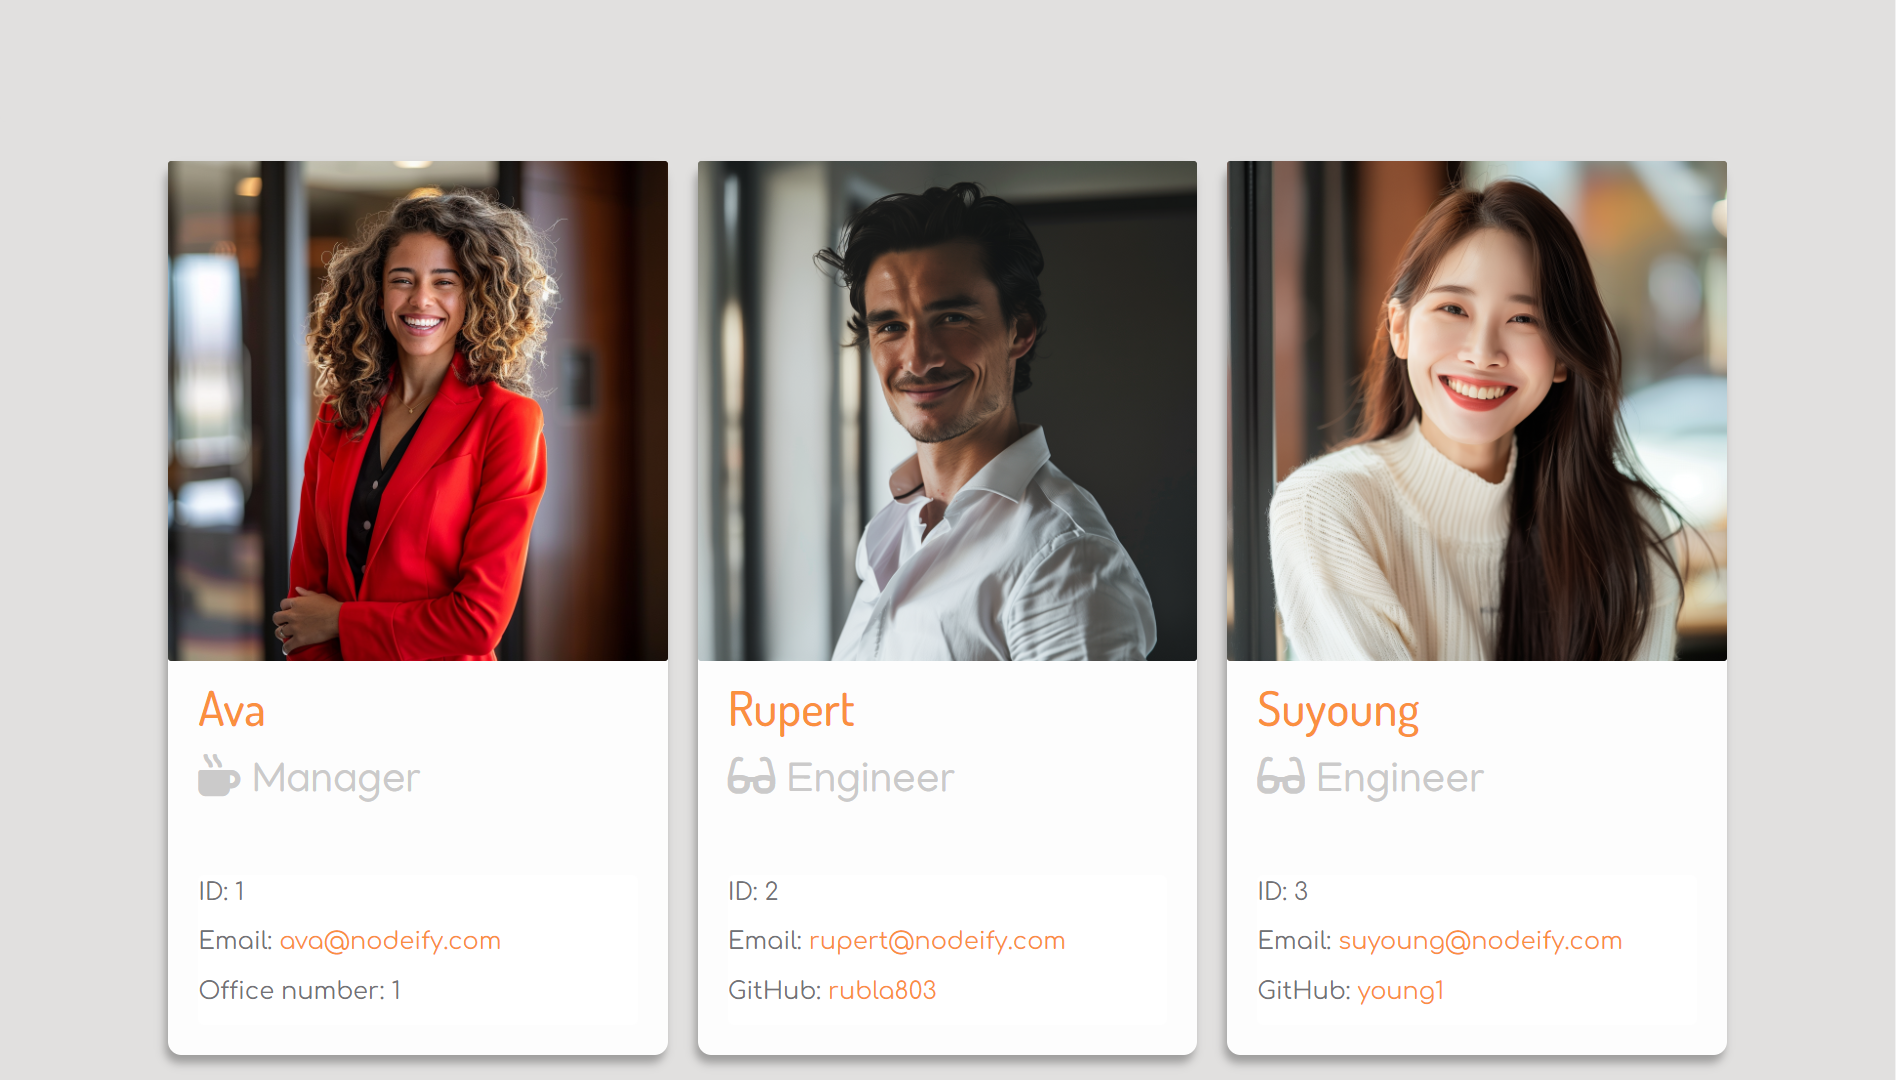 Ava
Manager
ID: 1
Email: ava@nodeify.com
Office number: 1
Rupert
Engineer
ID: 2
Email: rupert@nodeify.com
GitHub: rubla803
Suyoung
Engineer
ID: 3
Email: suyoung@nodeify.com
GitHub: young1